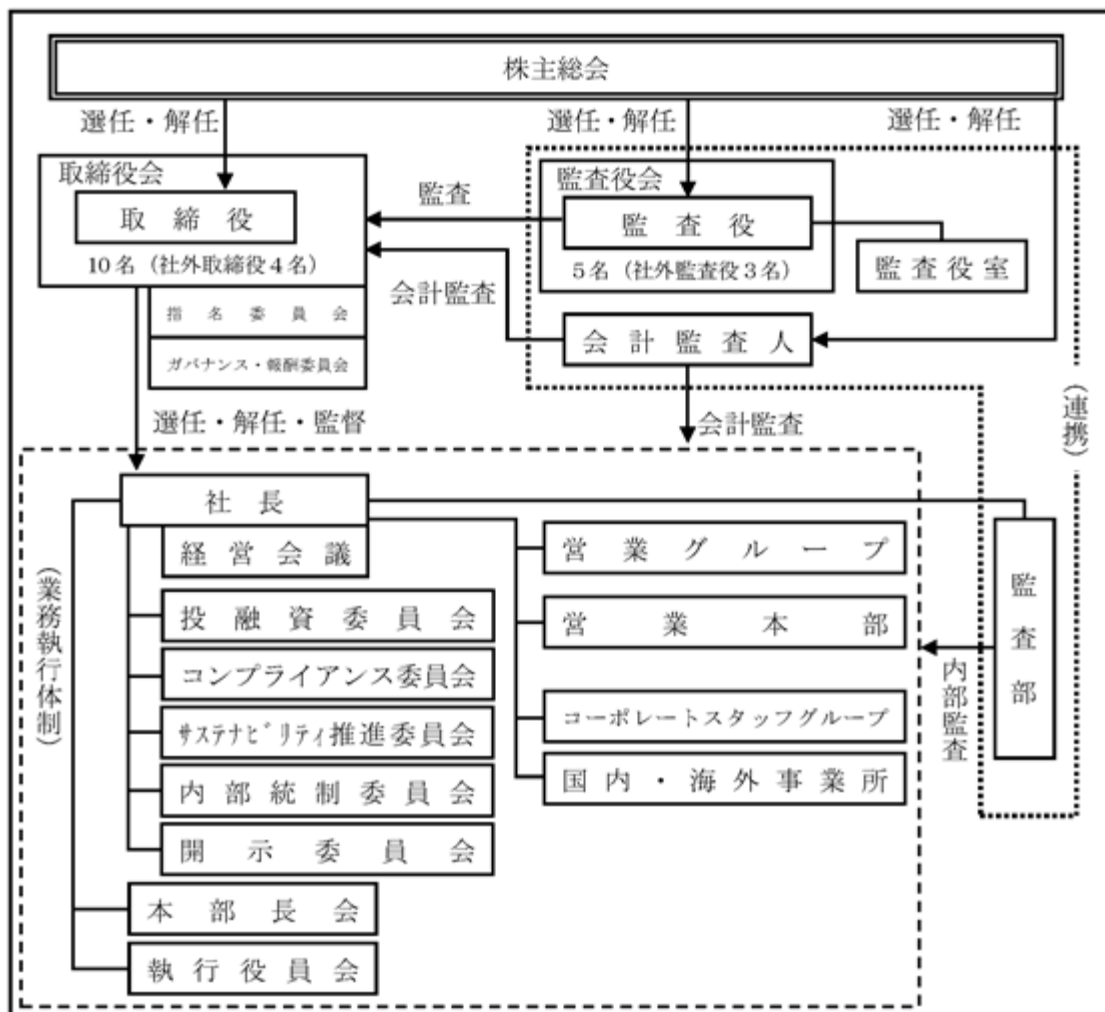 株主総会
選任・解任
選任・解任
選任・解任
取締役会
取締役
10名（社外取締役４名）
指名委員会
ガバナンス・報酬委員会
監査
会計監査
監査役会
監査役
５名（社外監査役３名）
監査役室
会計監査人
（連携）
選任・解任・監督
会計監査
（業務執行体制）
社長
経営会議
投融資委員会
コンプライアンス委員会
ｻｽﾃﾅﾋﾞﾘﾃｨ推進委員会
内部統制委員会
開示委員会
本部長会
執行役員会
営業グループ
営業本部
コーポレートスタッフグループ
国内・海外事業所
内部監査
監査部